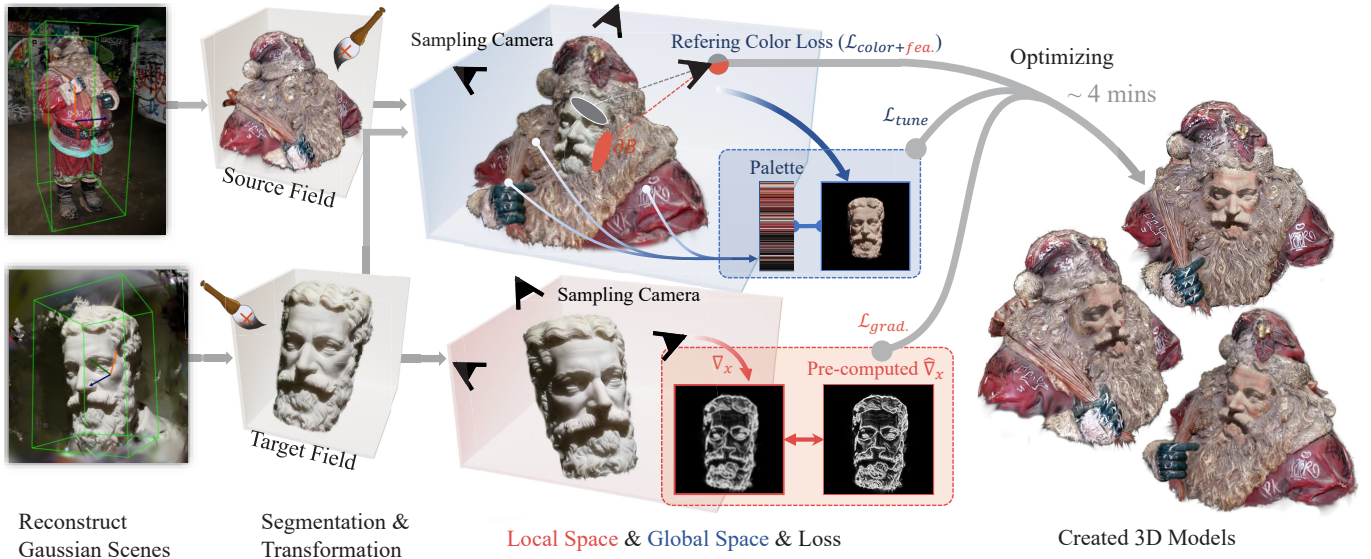 Sampling Camera
Refering Color Loss (ℒcolor+fea.)
Optimizing
~ 4 mins
ℒtune
∂B
Palette
Source Field
Sampling Camera
ℒgrad.
∇x
Pre-computed ∇̂x
Target Field
Reconstruct
Gaussian Scenes
Segmentation &
Transformation
Local Space & Global Space & Loss
Created 3D Models